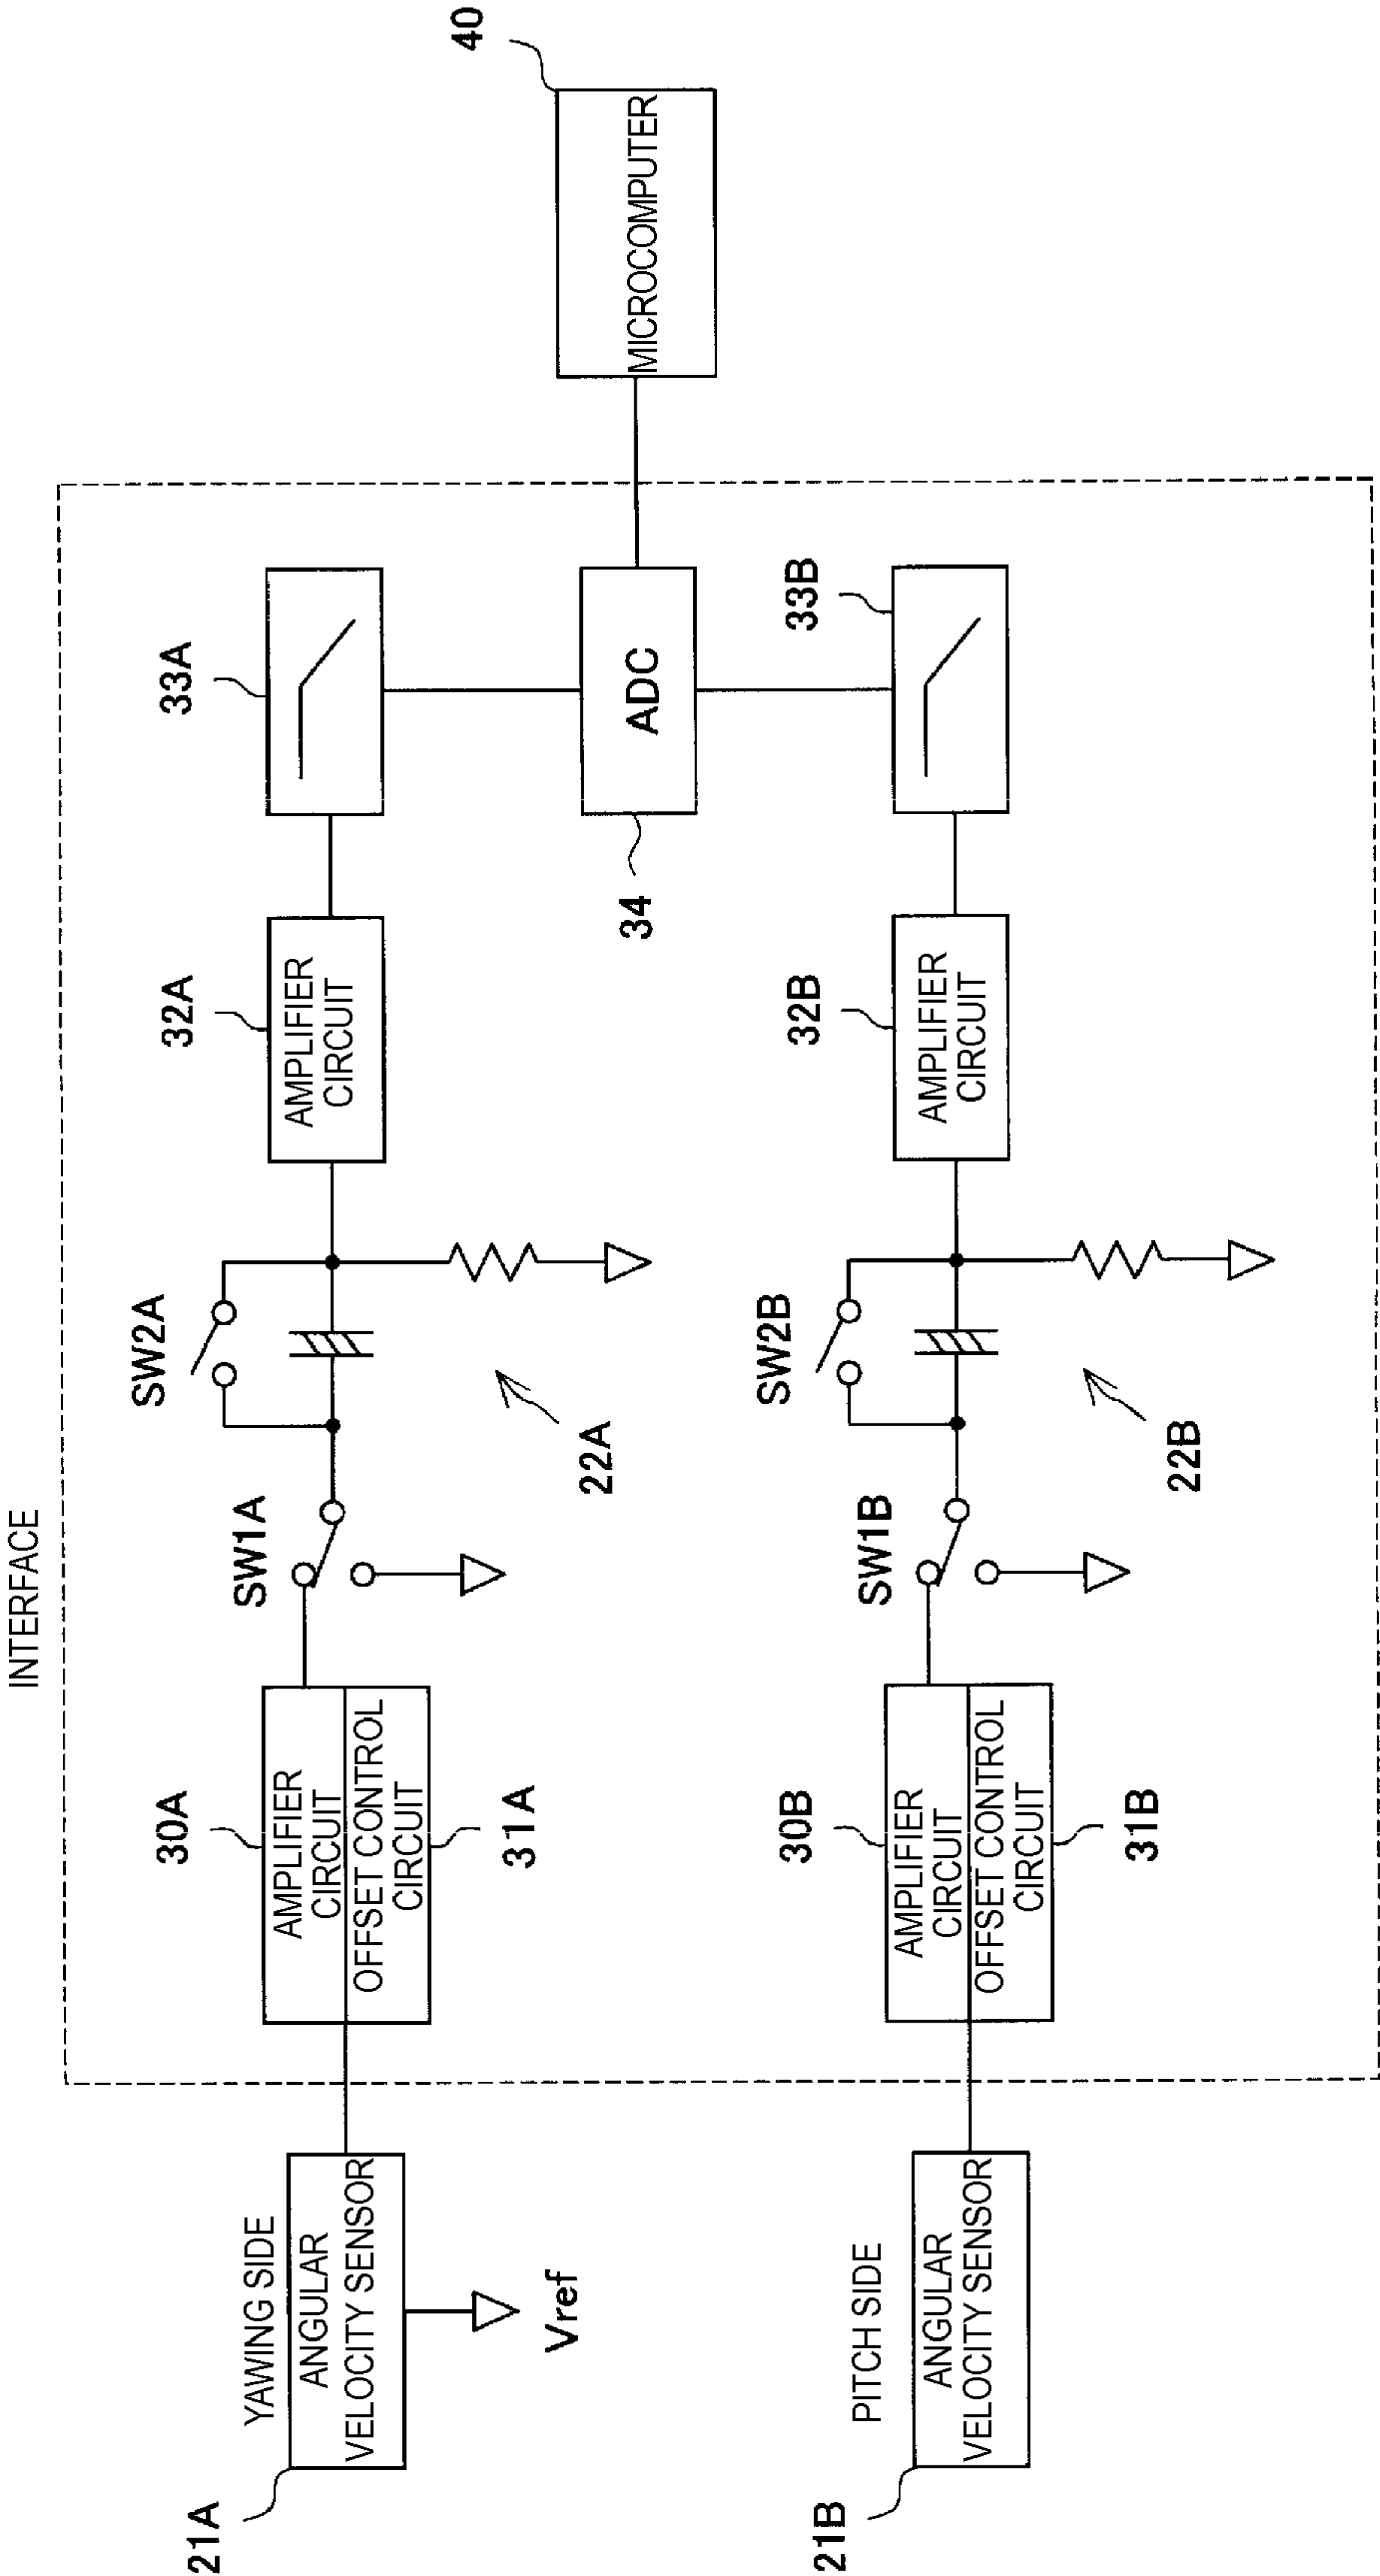 INTERFACE
YAWING SIDE
21A
ANGULAR
VELOCITY SENSOR
Vref
30A
AMPLIFIER
CIRCUIT
OFFSET CONTROL
CIRCUIT
31A
SW1A
SW2A
22A
32A
AMPLIFIER
CIRCUIT
33A
ADC
34
MICROCOMPUTER
40
PITCH SIDE
21B
ANGULAR
VELOCITY SENSOR
30B
AMPLIFIER
CIRCUIT
OFFSET CONTROL
CIRCUIT
31B
SW1B
SW2B
22B
32B
AMPLIFIER
CIRCUIT
33B